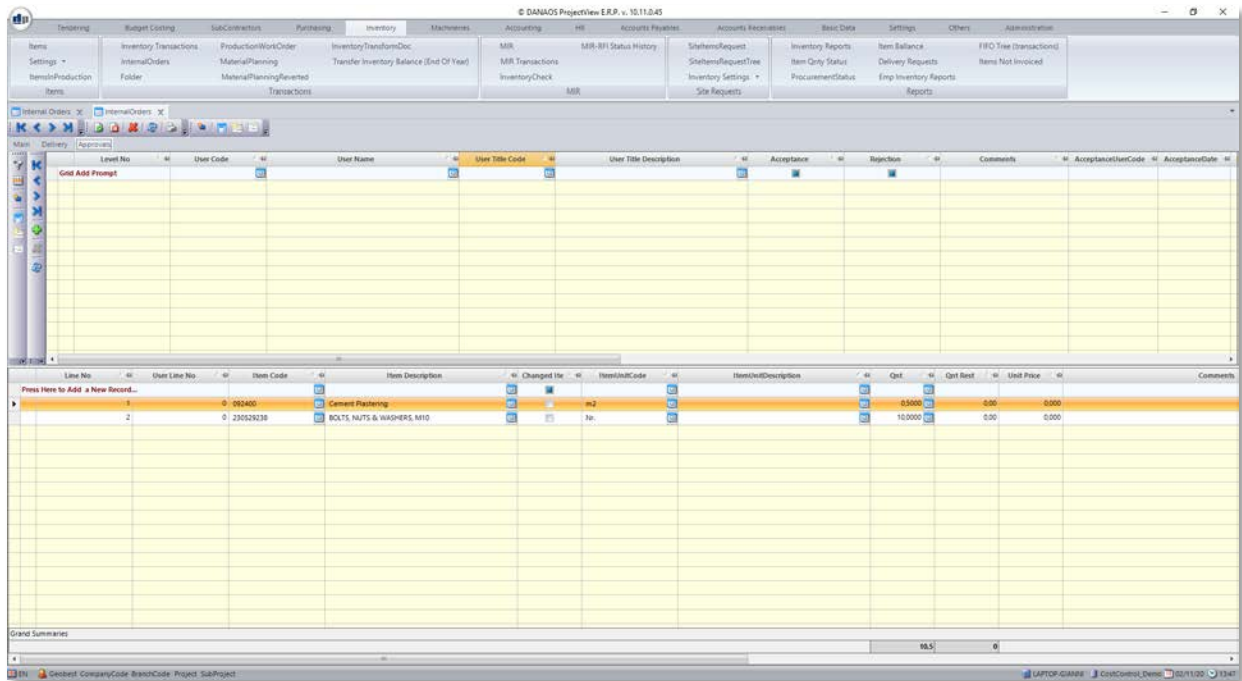 dp
© DANAOS ProjectView E.R.P. v. 10.11.0.45
Tendering Budget Costing SubContractors Purchasing Inventory Machineries Accounting HR Accounts Payables Accounts Receivables Basic Data Settings Others Administration
Items Inventory Transactions ProductionWorkOrder InventoryTransformDoc MIR MIR-RFI Status History SiteItemsRequest Inventory Reports Item Ballance FIFO Tree (transactions)
Settings InternalOrders MaterialPlanning Transfer Inventory Balance (End Of Year) MIR Transactions SiteItemsRequestTree Item Qnty Status Delivery Requests Items Not Invoiced
ItemsInProduction Folder MaterialPlanningReverted InventoryCheck Inventory Settings ProcurementStatus Emp Inventory Reports
Items Transactions MIR Site Requests Reports
Internal Orders X InternalOrders X
Main Delivery Approvals
Level No User Code User Name User Title Code User Title Description Acceptance Rejection Comments AcceptanceUserCode AcceptanceDate
Grid Add Prompt
Line No User Line No Item Code Item Description Changed Ite ItemUnitCode ItemUnitDescription Qnt Qnt Rest Unit Price Comments
Press Here to Add a New Record...
1 0 092400 Cement Plastering m2 0,5000 0,00 0,000
2 0 230529230 BOLTS, NUTS & WASHERS, M10 Nr. 10,0000 0,00 0,000
Grand Summaries
10,5 0
EN Geobest CompanyCode BranchCode Project SubProject LAPTOP-GIANNI CostControl_Demo 02/11/20 13:47